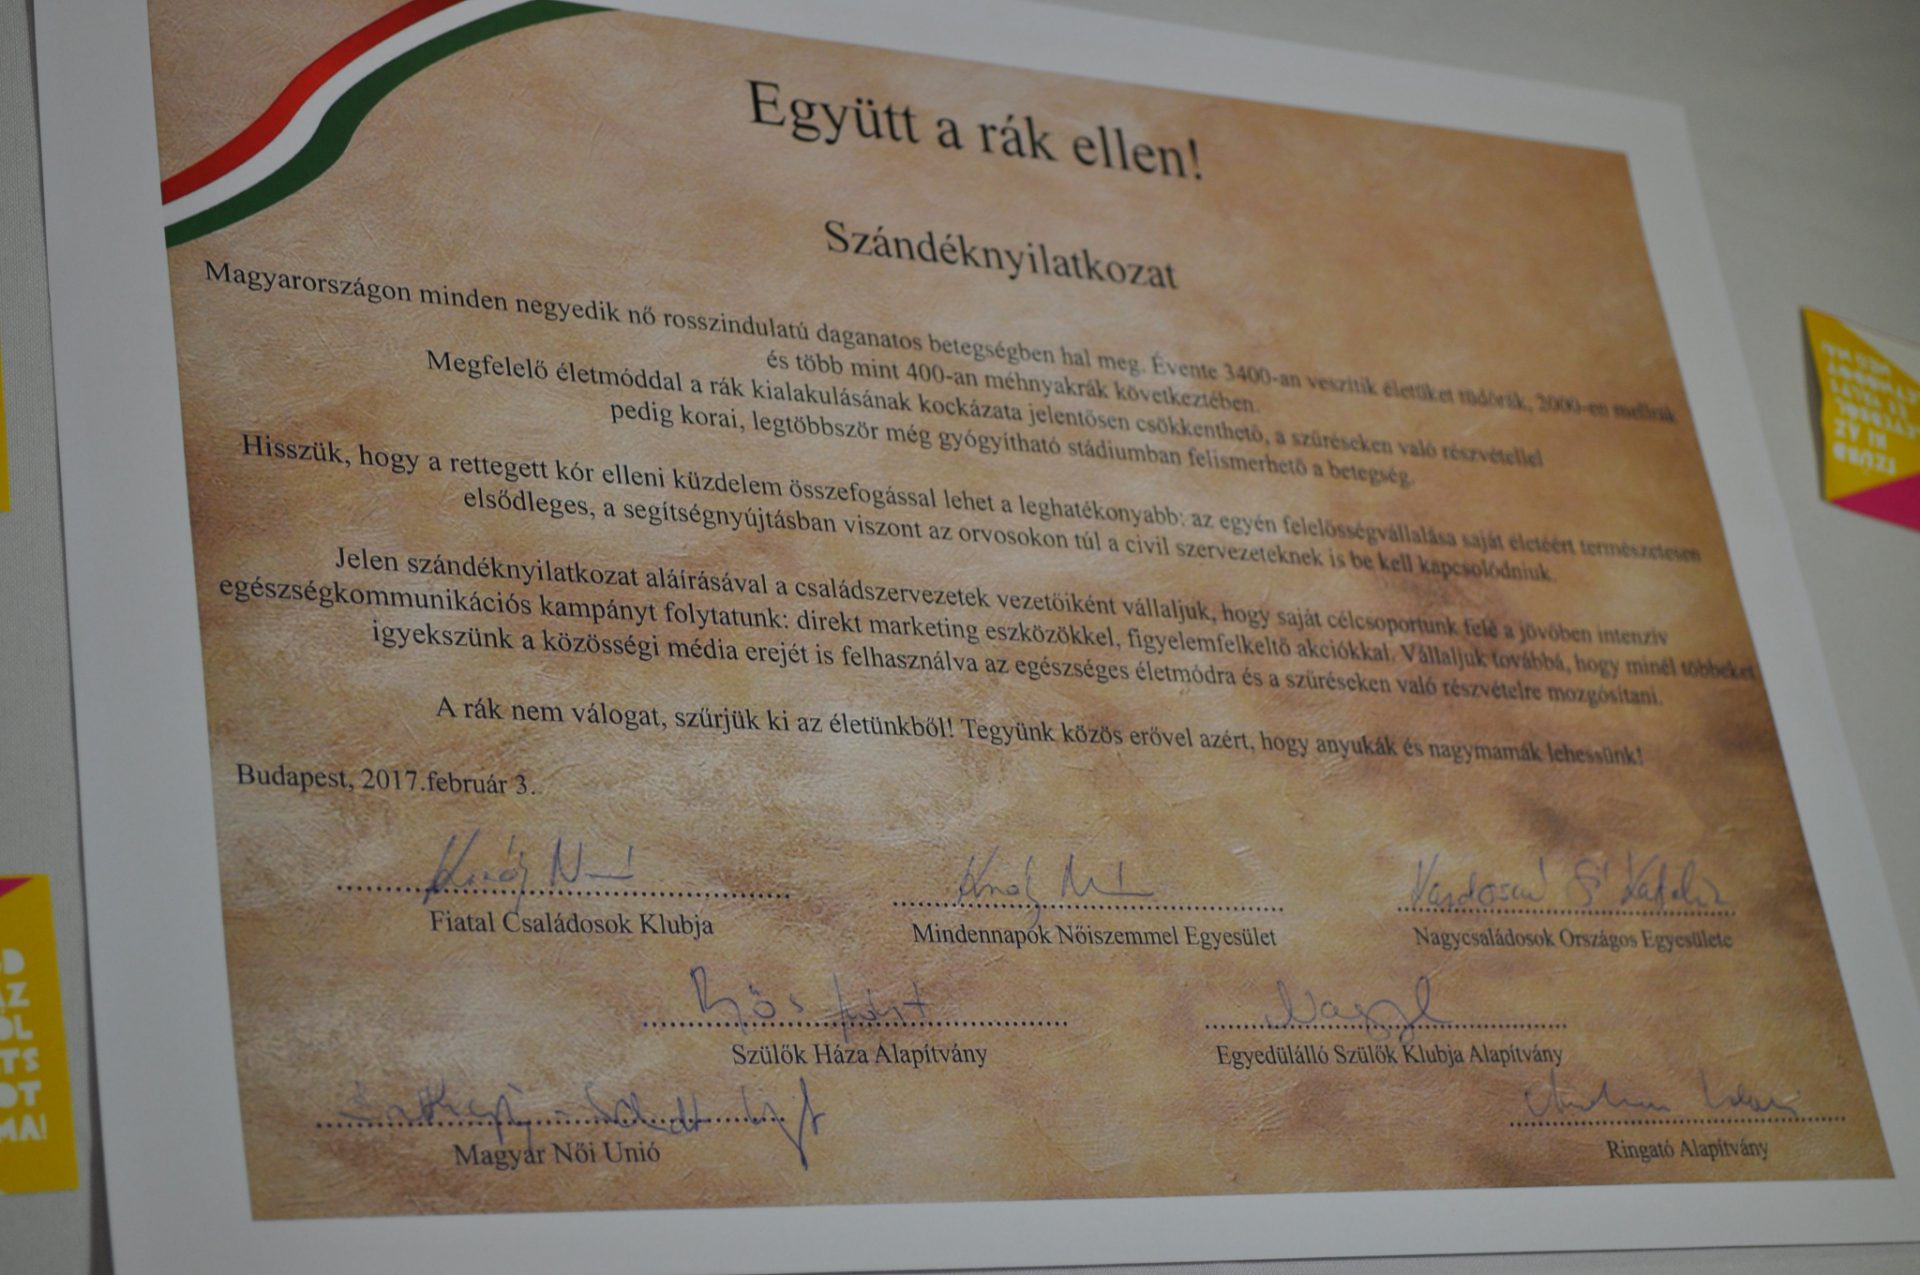 Együtt a rák ellen!
Szándéknyilatkozat
Magyarországon minden negyedik nő rosszindulatú daganatos betegségben hal meg. Évente 3400-an veszítik életüket tüdőrák, 2000-en mellrák
és több mint 400-an méhnyakrák következtében.
Megfelelő életmóddal a rák kialakulásának kockázata jelentősen csökkenthető, a szűréseken való részvétellel
pedig korai, legtöbbször még gyógyítható stádiumban felismerhető a betegség.
Hisszük, hogy a rettegett kór elleni küzdelem összefogással lehet a leghatékonyabb: az egyén felelősségvállalása saját életéért természetesen
elsődleges, a segítségnyújtásban viszont az orvosokon túl a civil szervezeteknek is be kell kapcsolódniuk.
Jelen szándéknyilatkozat aláírásával a családszervezetek vezetőiként vállaljuk, hogy saját célcsoportunk felé a jövőben intenzív
egészségkommunikációs kampányt folytatunk: direkt marketing eszközökkel, figyelemfelkeltő akciókkal. Vállaljuk továbbá, hogy minél többeket
igyekszünk a közösségi média erejét is felhasználva az egészséges életmódra és a szűréseken való részvételre mozgósítani.
A rák nem válogat, szűrjük ki az életünkből! Tegyünk közös erővel azért, hogy anyukák és nagymamák lehessünk!
Budapest, 2017.február 3.
Fiatal Családosok Klubja
Mindennapok Nőiszemmel Egyesület
Nagycsaládosok Országos Egyesülete
Szülők Háza Alapítvány
Egyedülálló Szülők Klubja Alapítvány
Magyar Női Unió
Ringató Alapítvány
MA!